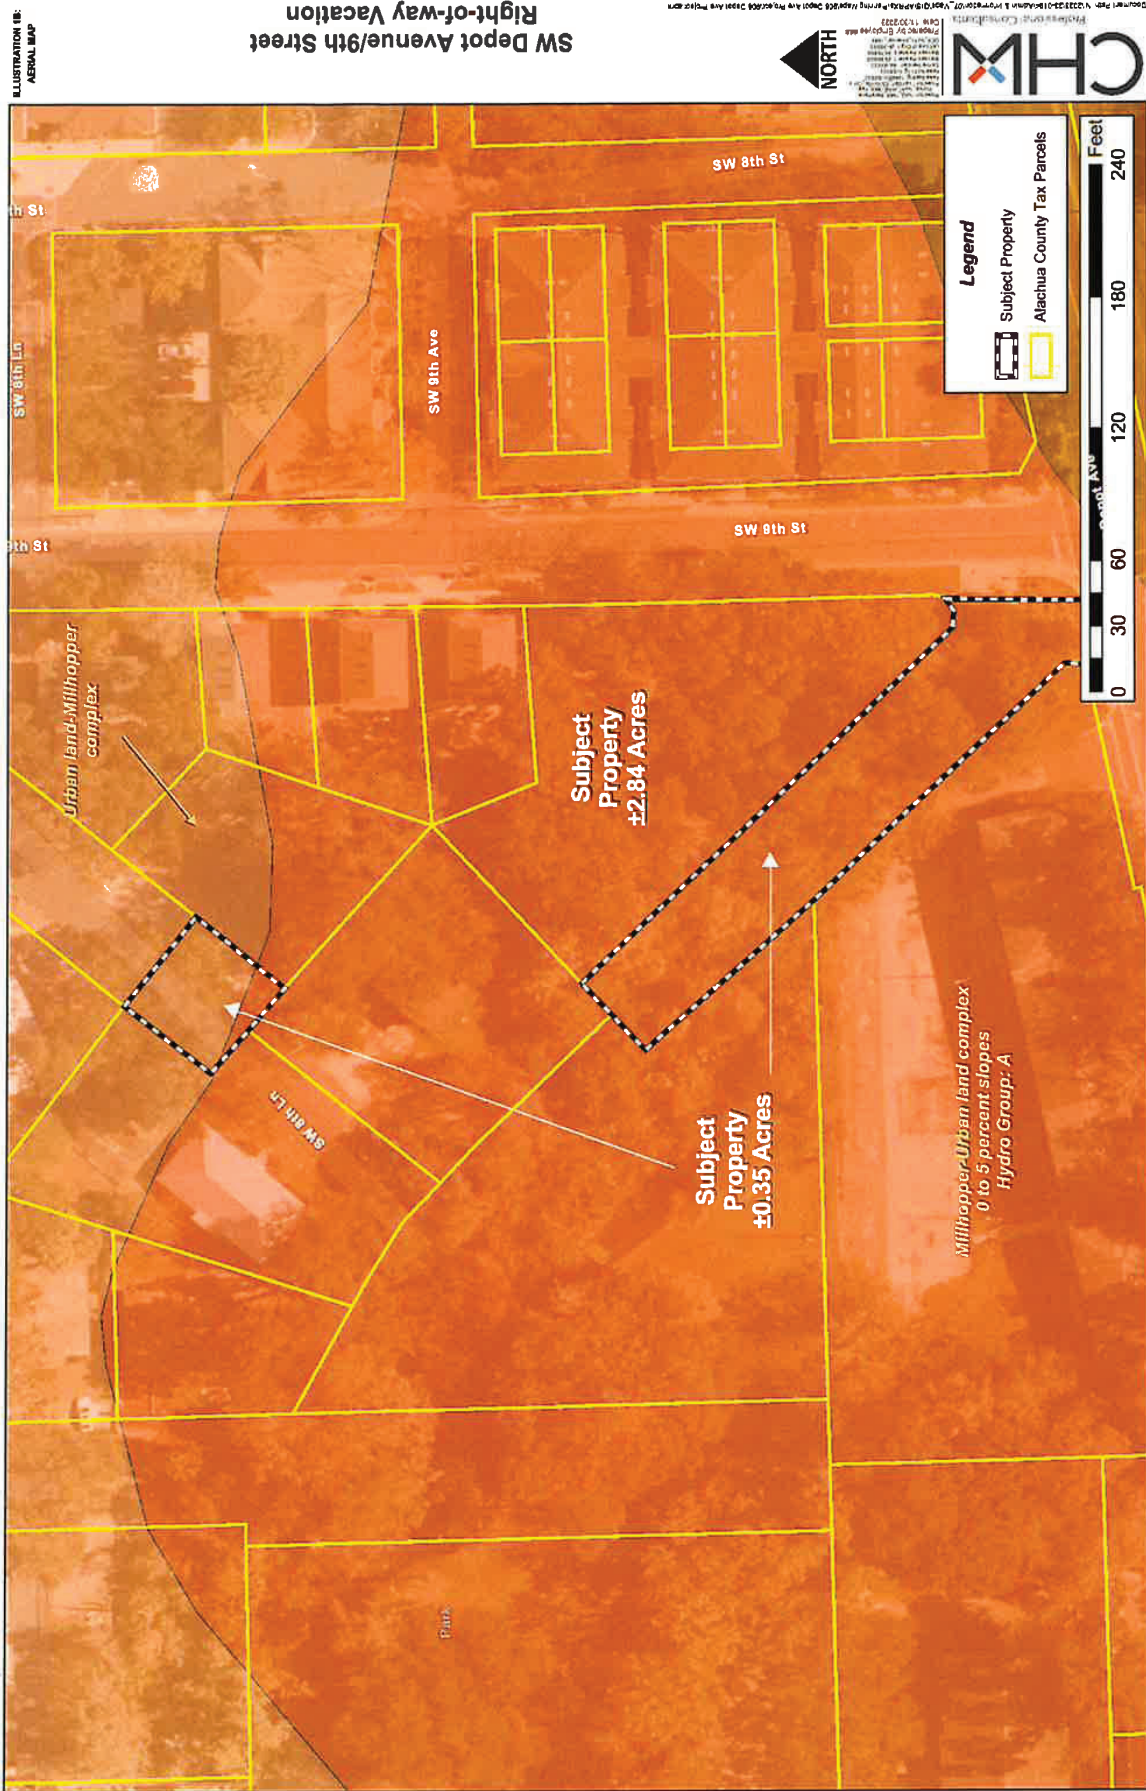 ILLUSTRATION 1B:
AERIAL MAP
SW Depot Avenue/9th Street
Right-of-way Vacation
NORTH
CHW
Professional Consultants
SW 8th Ln
th St
SW 8th St
SW 9th Ave
9th St
SW 9th St
Urban land-Millhopper
complex
Subject
Property
±2.84 Acres
SW 8th Ln
Subject
Property
±0.35 Acres
Millhopper-Urban land complex
0 to 5 percent slopes
Hydro Group: A
Park
Legend
Subject Property
Alachua County Tax Parcels
Depot Ave
Feet
0 30 60 120 180 240